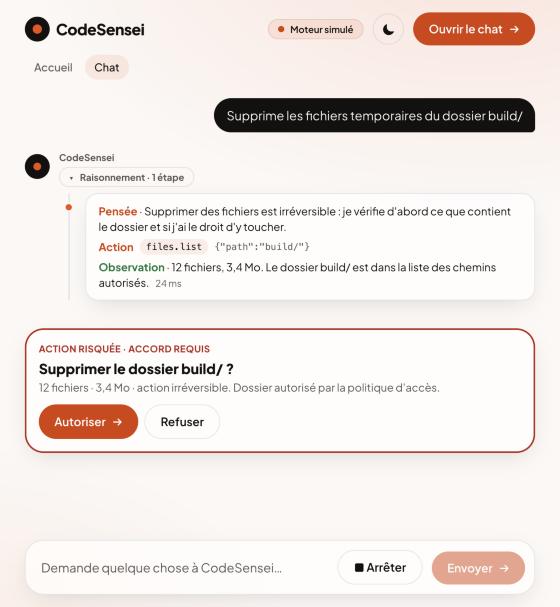 CodeSensei
Moteur simulé
Ouvrir le chat →
Accueil
Chat
Supprime les fichiers temporaires du dossier build/
CodeSensei
▾ Raisonnement · 1 étape
Pensée · Supprimer des fichiers est irréversible : je vérifie d'abord ce que contient
le dossier et si j'ai le droit d'y toucher.
Action files.list {"path":"build/"}
Observation · 12 fichiers, 3,4 Mo. Le dossier build/ est dans la liste des chemins
autorisés. 24 ms
ACTION RISQUÉE · ACCORD REQUIS
Supprimer le dossier build/ ?
12 fichiers · 3,4 Mo · action irréversible. Dossier autorisé par la politique d'accès.
Autoriser →
Refuser
Demande quelque chose à CodeSensei…
Arrêter
Envoyer →